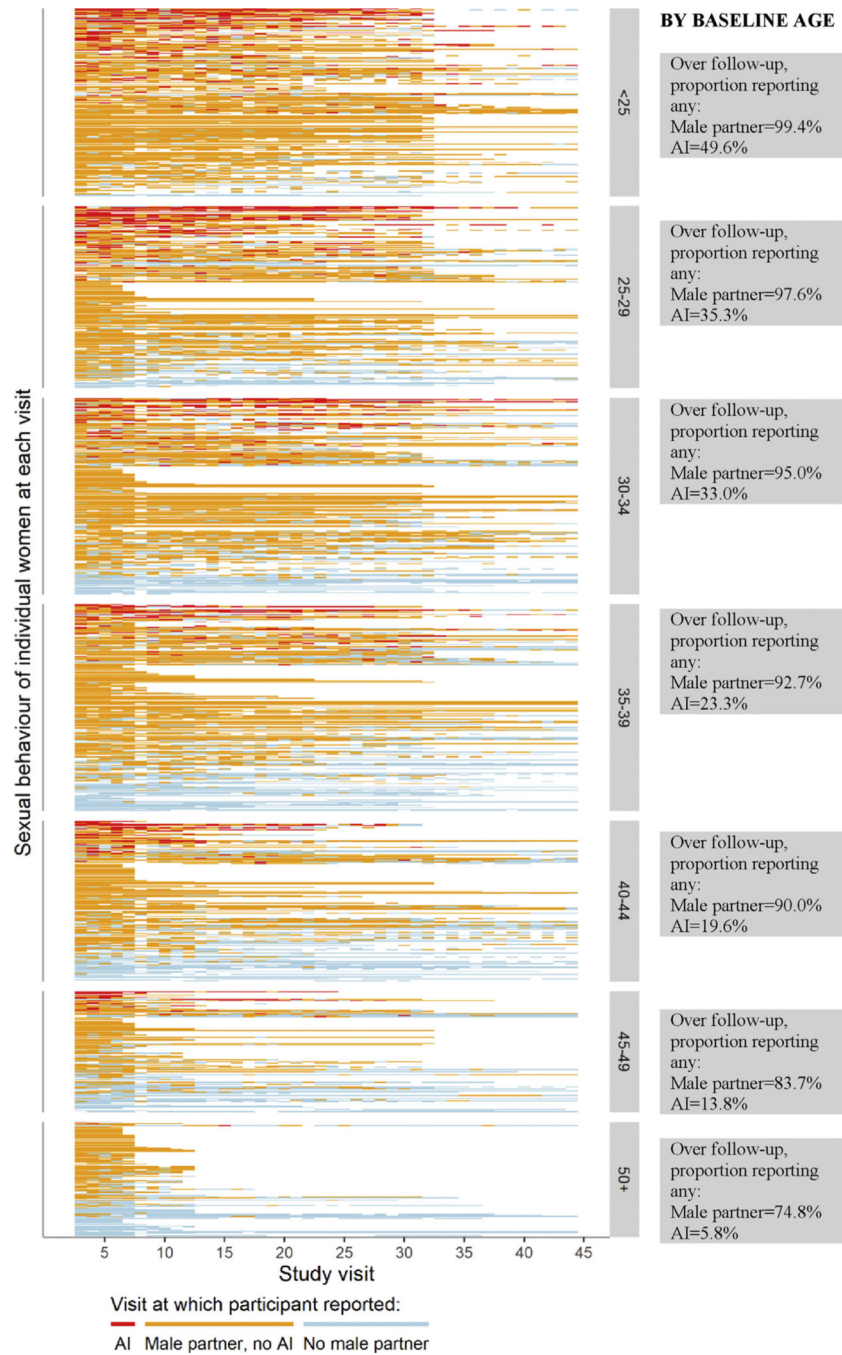 BY BASELINE AGE
<25
Over follow-up,
proportion reporting
any:
Male partner=99.4%
AI=49.6%
25-29
Over follow-up,
proportion reporting
any:
Male partner=97.6%
AI=35.3%
30-34
Over follow-up,
proportion reporting
any:
Male partner=95.0%
AI=33.0%
35-39
Over follow-up,
proportion reporting
any:
Male partner=92.7%
AI=23.3%
40-44
Over follow-up,
proportion reporting
any:
Male partner=90.0%
AI=19.6%
45-49
Over follow-up,
proportion reporting
any:
Male partner=83.7%
AI=13.8%
50+
Over follow-up,
proportion reporting
any:
Male partner=74.8%
AI=5.8%
Sexual behaviour of individual women at each visit
5 10 15 20 25 30 35 40 45
Study visit
Visit at which participant reported:
AI Male partner, no AI No male partner